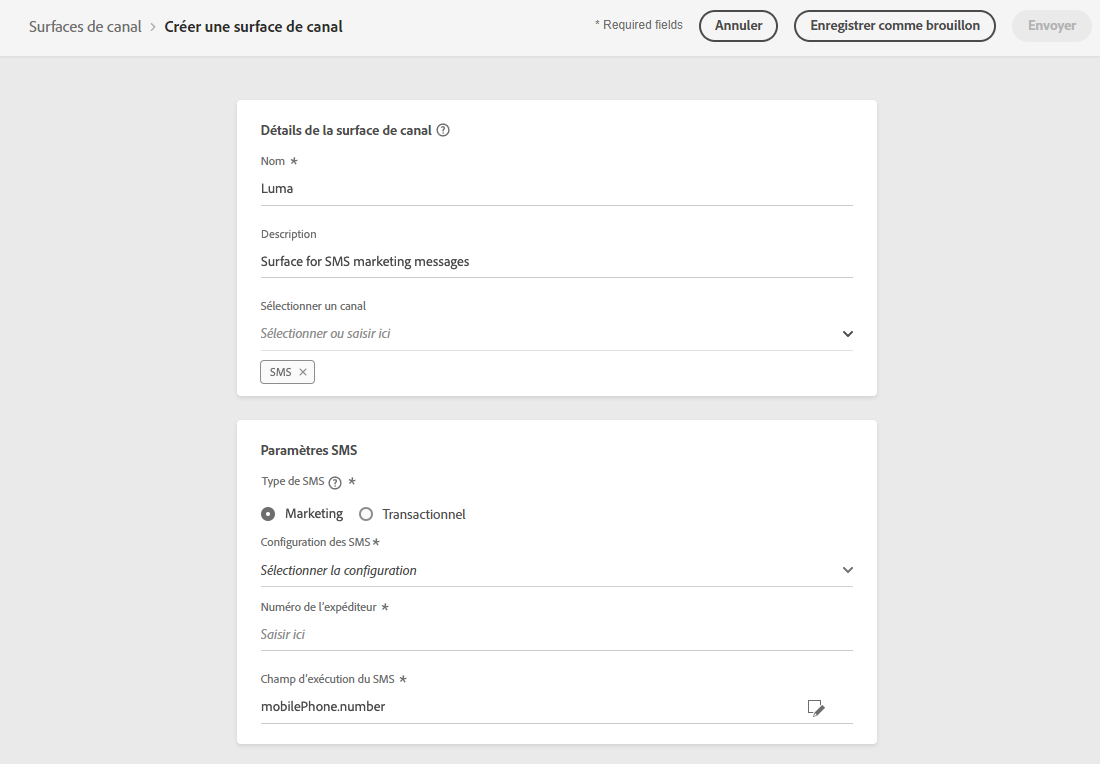 Surfaces de canal > Créer une surface de canal
* Required fields
Annuler
Enregistrer comme brouillon
Envoyer
Détails de la surface de canal ?
Nom *
Luma
Description
Surface for SMS marketing messages
Sélectionner un canal
Sélectionner ou saisir ici
SMS ×
Paramètres SMS
Type de SMS ? *
Marketing Transactionnel
Configuration des SMS*
Sélectionner la configuration
Numéro de l'expéditeur *
Saisir ici
Champ d'exécution du SMS *
mobilePhone.number